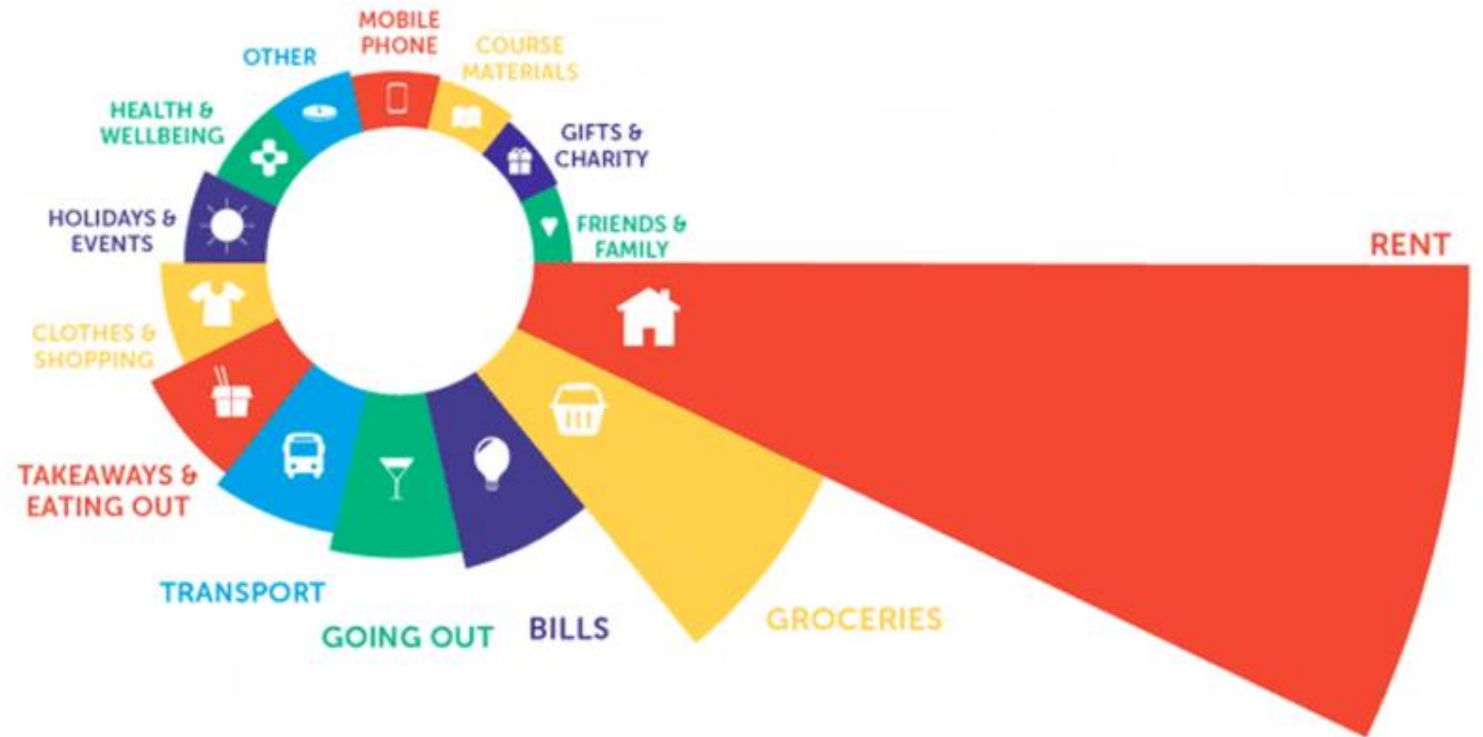 MOBILE
PHONE
COURSE
MATERIALS
OTHER
HEALTH &
WELLBEING
GIFTS &
CHARITY
HOLIDAYS &
EVENTS
FRIENDS &
FAMILY
RENT
CLOTHES &
SHOPPING
TAKEAWAYS &
EATING OUT
TRANSPORT
GOING OUT
BILLS
GROCERIES